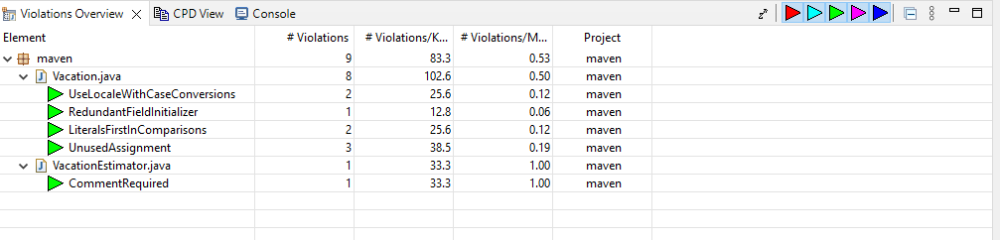 Violations Overview CPD View Console
Element # Violations # Violations/K... # Violations/M... Project
maven 9 83.3 0.53 maven
Vacation.java 8 102.6 0.50 maven
UseLocaleWithCaseConversions 2 25.6 0.12 maven
RedundantFieldInitializer 1 12.8 0.06 maven
LiteralsFirstInComparisons 2 25.6 0.12 maven
UnusedAssignment 3 38.5 0.19 maven
VacationEstimator.java 1 33.3 1.00 maven
CommentRequired 1 33.3 1.00 maven